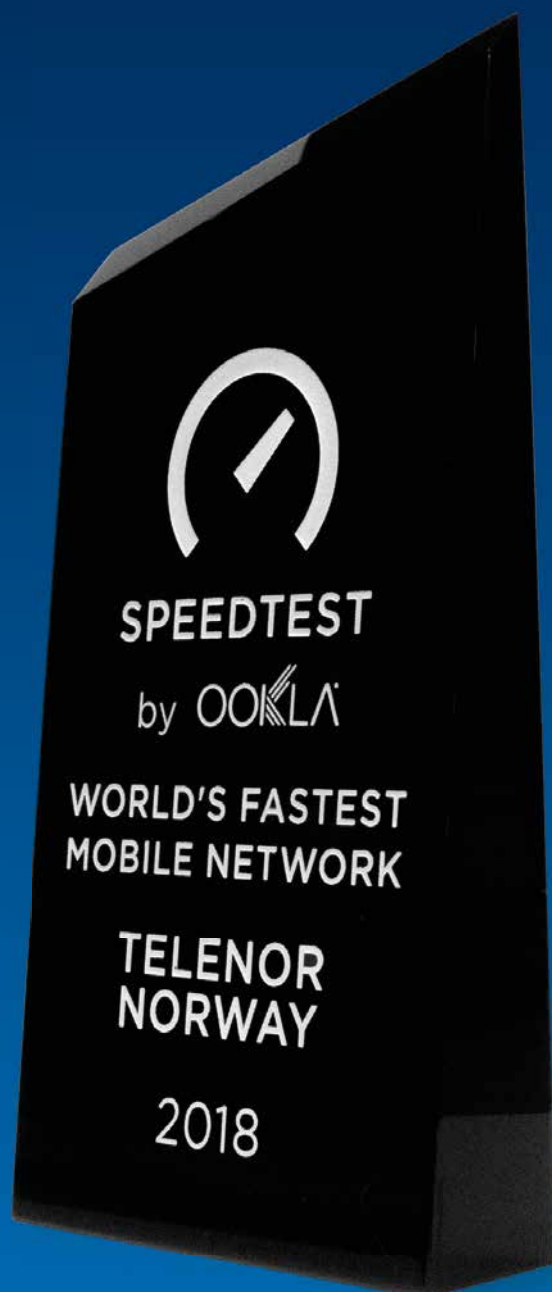 SPEEDTEST
by OOKLA
WORLD'S FASTEST
MOBILE NETWORK
TELENOR
NORWAY
2018